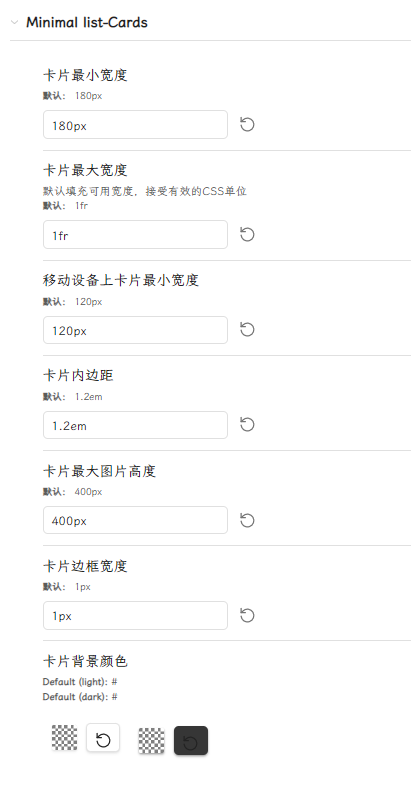 Minimal list-Cards
卡片最小宽度
默认： 180px
180px
卡片最大宽度
默认填充可用宽度，接受有效的CSS单位
默认： 1fr
1fr
移动设备上卡片最小宽度
默认： 120px
120px
卡片内边距
默认： 1.2em
1.2em
卡片最大图片高度
默认： 400px
400px
卡片边框宽度
默认： 1px
1px
卡片背景颜色
Default (light): #
Default (dark): #